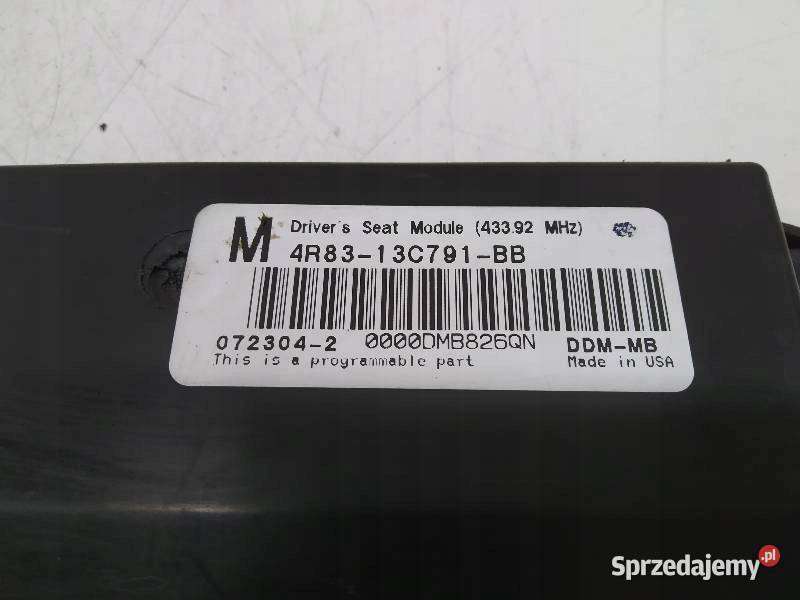 M Driver's Seat Module (433.92 MHz)
4R83-13C791-BB
072304-2 0000DMB826QN DDM-MB
This is a programmable part Made in USA
Sprzedajemy.pl